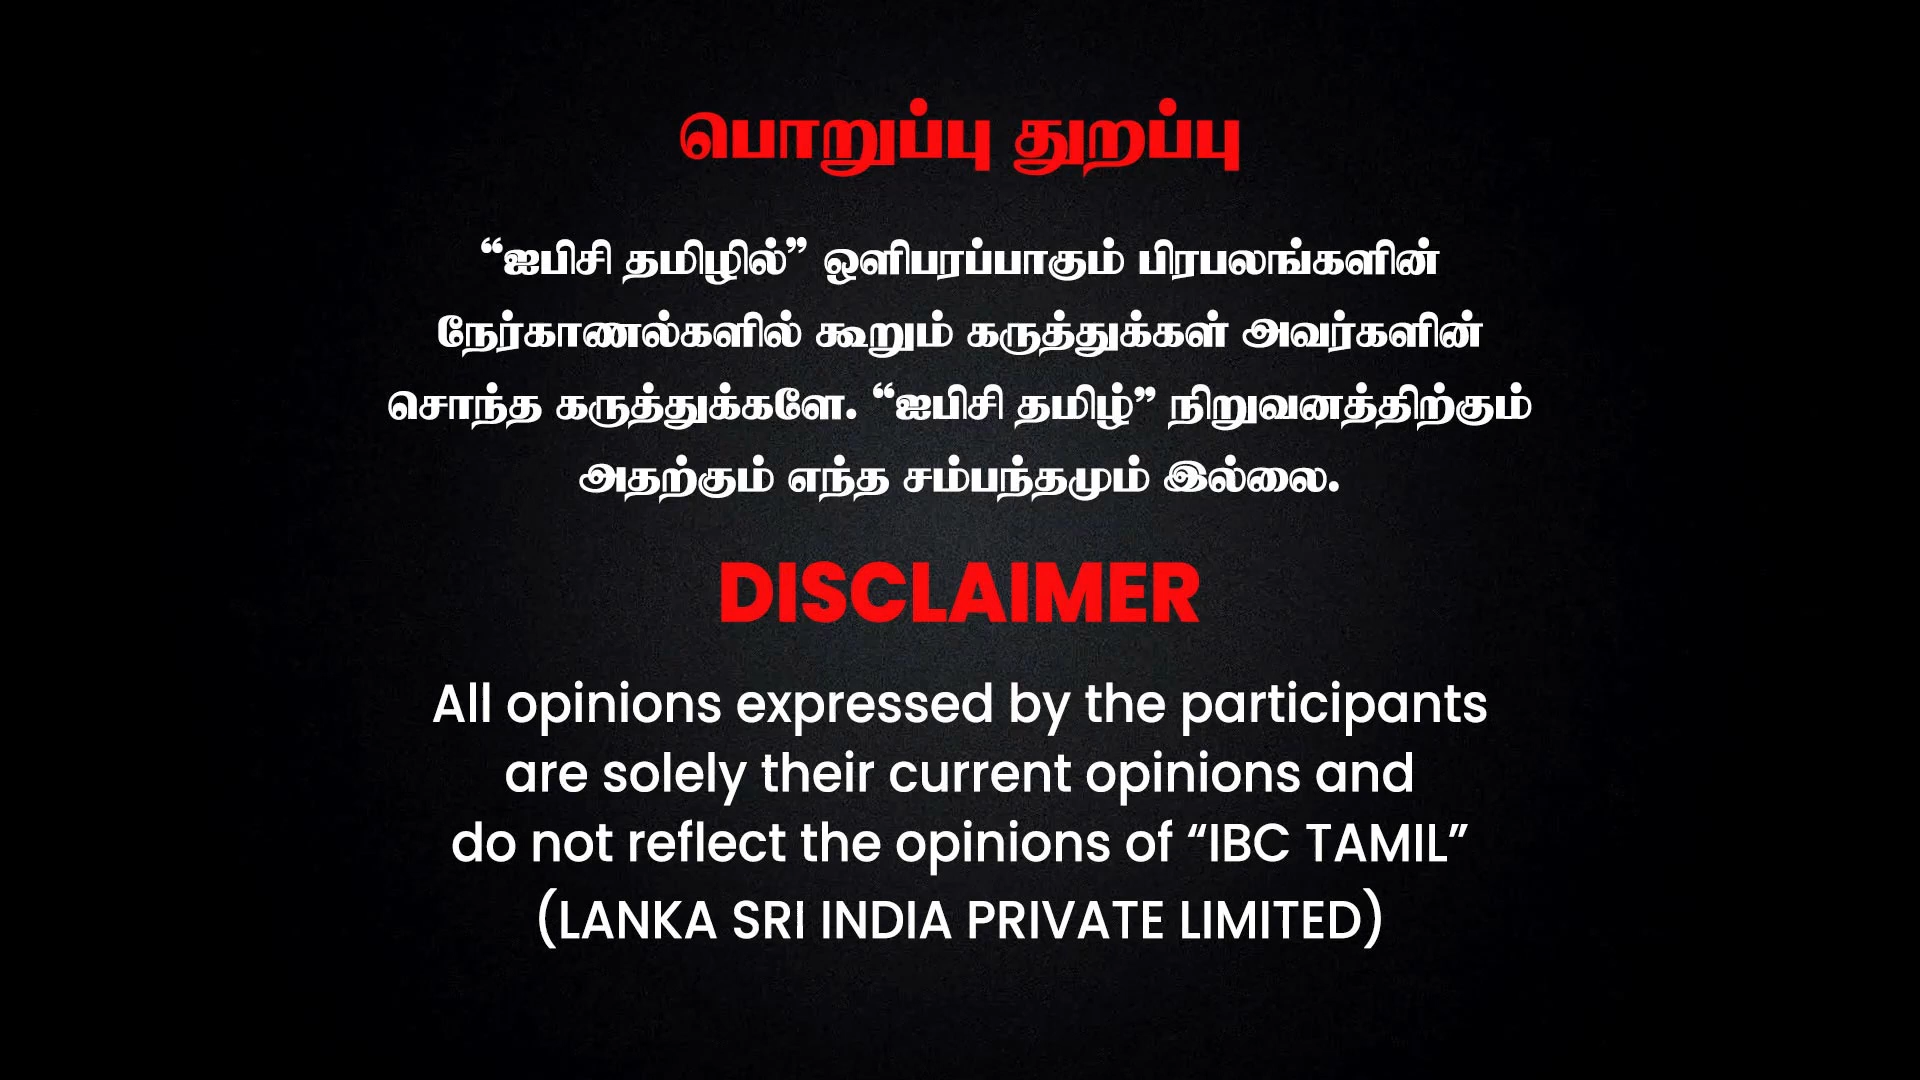 பொறுப்பு துறப்பு
“ஐபிசி தமிழில்” ஒளிபரப்பாகும் பிரபலங்களின்
நேர்காணல்களில் கூறும் கருத்துக்கள் அவர்களின்
சொந்த கருத்துக்களே. “ஐபிசி தமிழ்” நிறுவனத்திற்கும்
அதற்கும் எந்த சம்பந்தமும் இல்லை.
DISCLAIMER
All opinions expressed by the participants
are solely their current opinions and
do not reflect the opinions of “IBC TAMIL”
(LANKA SRI INDIA PRIVATE LIMITED)